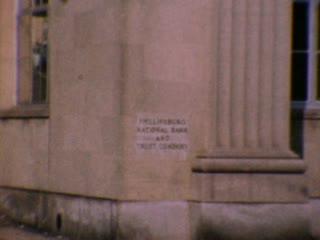 PHILLIPSBURG
NATIONAL BANK
AND
TRUST COMPANY